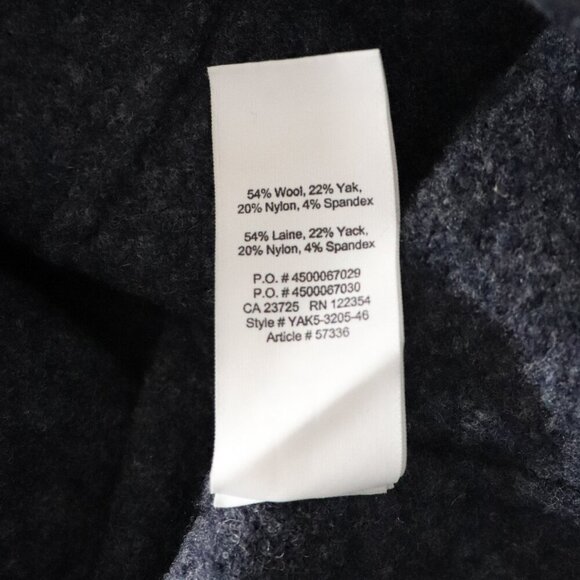 54% Wool, 22% Yak,
20% Nylon, 4% Spandex
54% Laine, 22% Yack,
20% Nylon, 4% Spandex
P.O. # 4500067029
P.O. # 4500067030
CA 23725 RN 122354
Style # YAK5-3205-46
Article # 57336